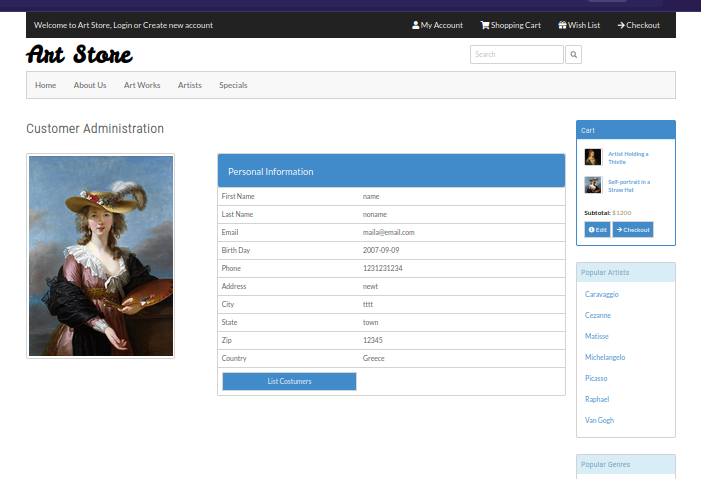 Welcome to Art Store, Login or Create new account
My Account Shopping Cart Wish List Checkout
Art Store
Search
Home About Us Art Works Artists Specials
Customer Administration
Personal Information
First Name name
Last Name noname
Email maila@email.com
Birth Day 2007-09-09
Phone 1231231234
Address newt
City tttt
State town
Zip 12345
Country Greece
List Costumers
Cart
Artist Holding a
Thistle
Self-portrait in a
Straw Hat
Subtotal: $1200
Edit Checkout
Popular Artists
Caravaggio
Cezanne
Matisse
Michelangelo
Picasso
Raphael
Van Gogh
Popular Genres